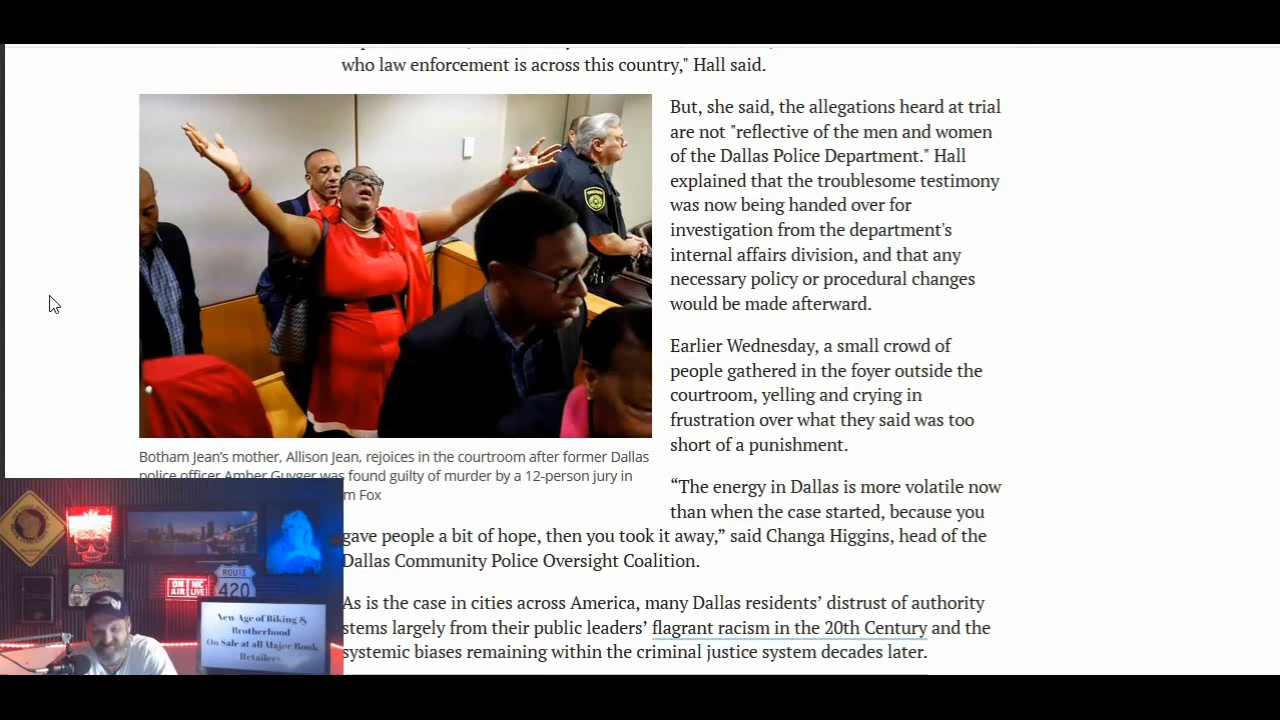 who law enforcement is across this country," Hall said.
But, she said, the allegations heard at trial
are not "reflective of the men and women
of the Dallas Police Department." Hall
explained that the troublesome testimony
was now being handed over for
investigation from the department's
internal affairs division, and that any
necessary policy or procedural changes
would be made afterward.
Earlier Wednesday, a small crowd of
people gathered in the foyer outside the
courtroom, yelling and crying in
frustration over what they said was too
short of a punishment.
Botham Jean’s mother, Allison Jean, rejoices in the courtroom after former Dallas
police officer Amber Guyger was found guilty of murder by a 12-person jury in
m Fox
“The energy in Dallas is more volatile now
than when the case started, because you
gave people a bit of hope, then you took it away,” said Changa Higgins, head of the
Dallas Community Police Oversight Coalition.
As is the case in cities across America, many Dallas residents’ distrust of authority
stems largely from their public leaders’ flagrant racism in the 20th Century and the
systemic biases remaining within the criminal justice system decades later.
ON AIR
LIVE
ROUTE
420
New Age of Biking &
Brotherhood
On Sale at all Major Book
Retailers